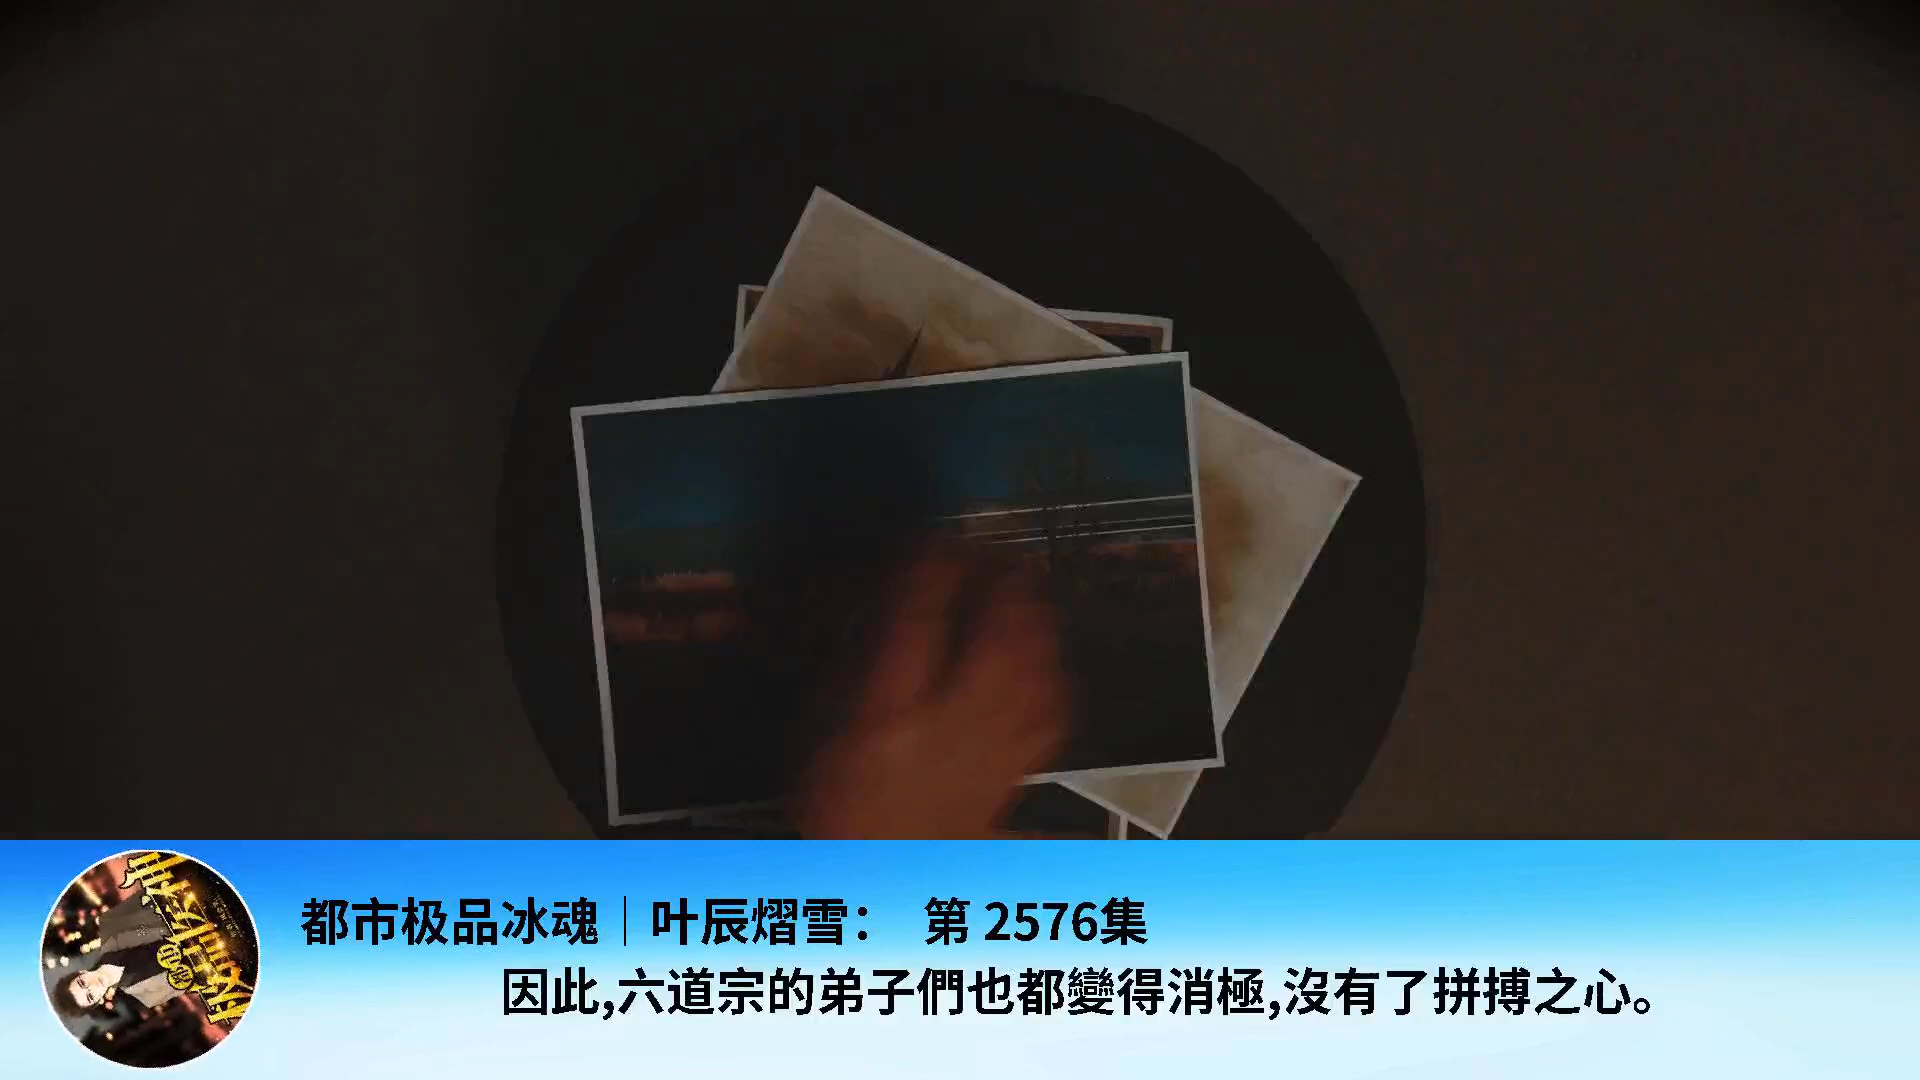 都市极品冰魂｜叶辰熠雪： 第 2576集
因此,六道宗的弟子們也都變得消極,沒有了拼搏之心。